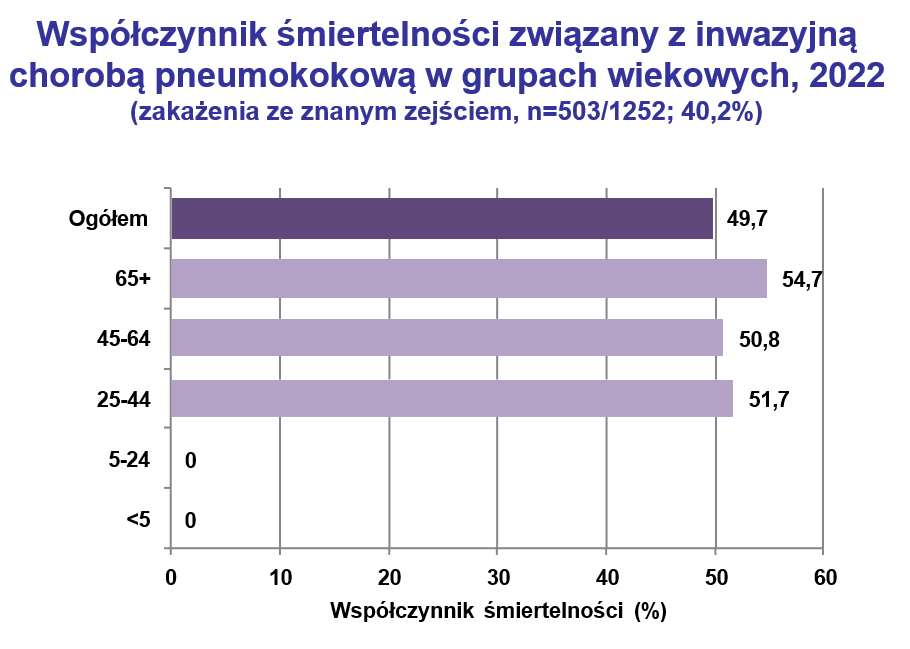 Współczynnik śmiertelności związany z inwazyjną
chorobą pneumokokową w grupach wiekowych, 2022
(zakażenia ze znanym zejściem, n=503/1252; 40,2%)
Ogółem 49,7
65+ 54,7
45-64 50,8
25-44 51,7
5-24 0
<5 0
0 10 20 30 40 50 60
Współczynnik śmiertelności (%)